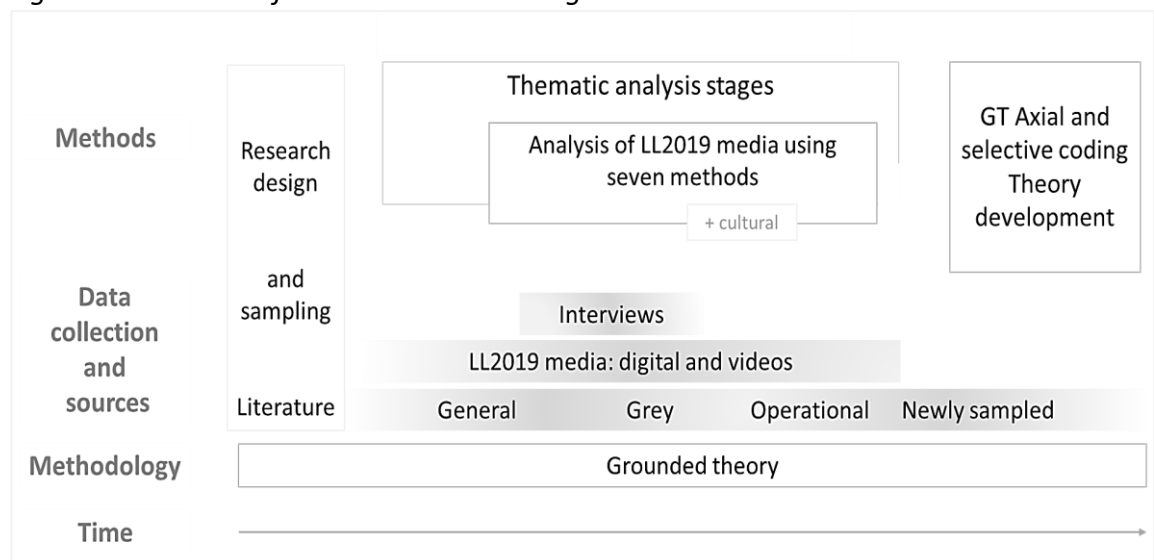 Methods
Research
design
and
sampling
Literature
Thematic analysis stages
Analysis of LL2019 media using
seven methods
+ cultural
GT Axial and
selective coding
Theory
development
Data
collection
and
sources
Interviews
LL2019 media: digital and videos
General Grey Operational Newly sampled
Methodology
Grounded theory
Time